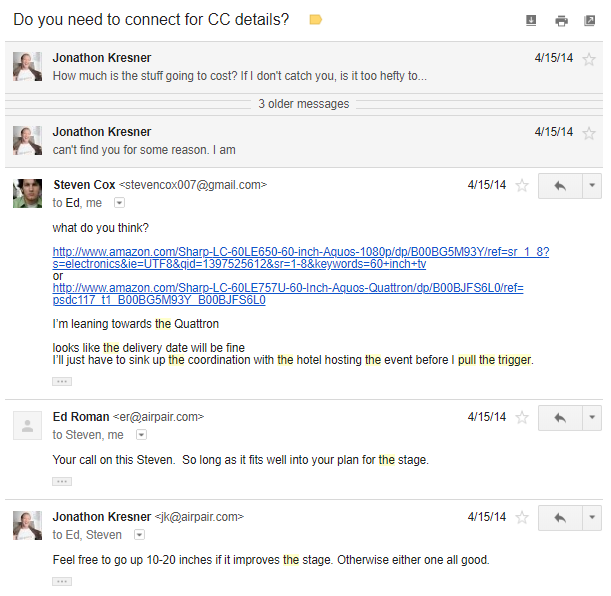 Do you need to connect for CC details?
Jonathon Kresner 4/15/14
How much is the stuff going to cost? If I don't catch you, is it too hefty to...
3 older messages
Jonathon Kresner 4/15/14
can't find you for some reason. I am
Steven Cox <stevencox007@gmail.com> 4/15/14
to Ed, me
what do you think?
http://www.amazon.com/Sharp-LC-60LE650-60-inch-Aquos-1080p/dp/B00BG5M93Y/ref=sr_1_8?
s=electronics&ie=UTF8&qid=1397525612&sr=1-8&keywords=60+inch+tv
or
http://www.amazon.com/Sharp-LC-60LE757U-60-Inch-Aquos-Quattron/dp/B00BJFS6L0/ref=
psdc117_t1_B00BG5M93Y_B00BJFS6L0
I'm leaning towards the Quattron
looks like the delivery date will be fine
I'll just have to sink up the coordination with the hotel hosting the event before I pull the trigger.
Ed Roman <er@airpair.com> 4/15/14
to Steven, me
Your call on this Steven. So long as it fits well into your plan for the stage.
Jonathon Kresner <jk@airpair.com> 4/15/14
to Ed, Steven
Feel free to go up 10-20 inches if it improves the stage. Otherwise either one all good.